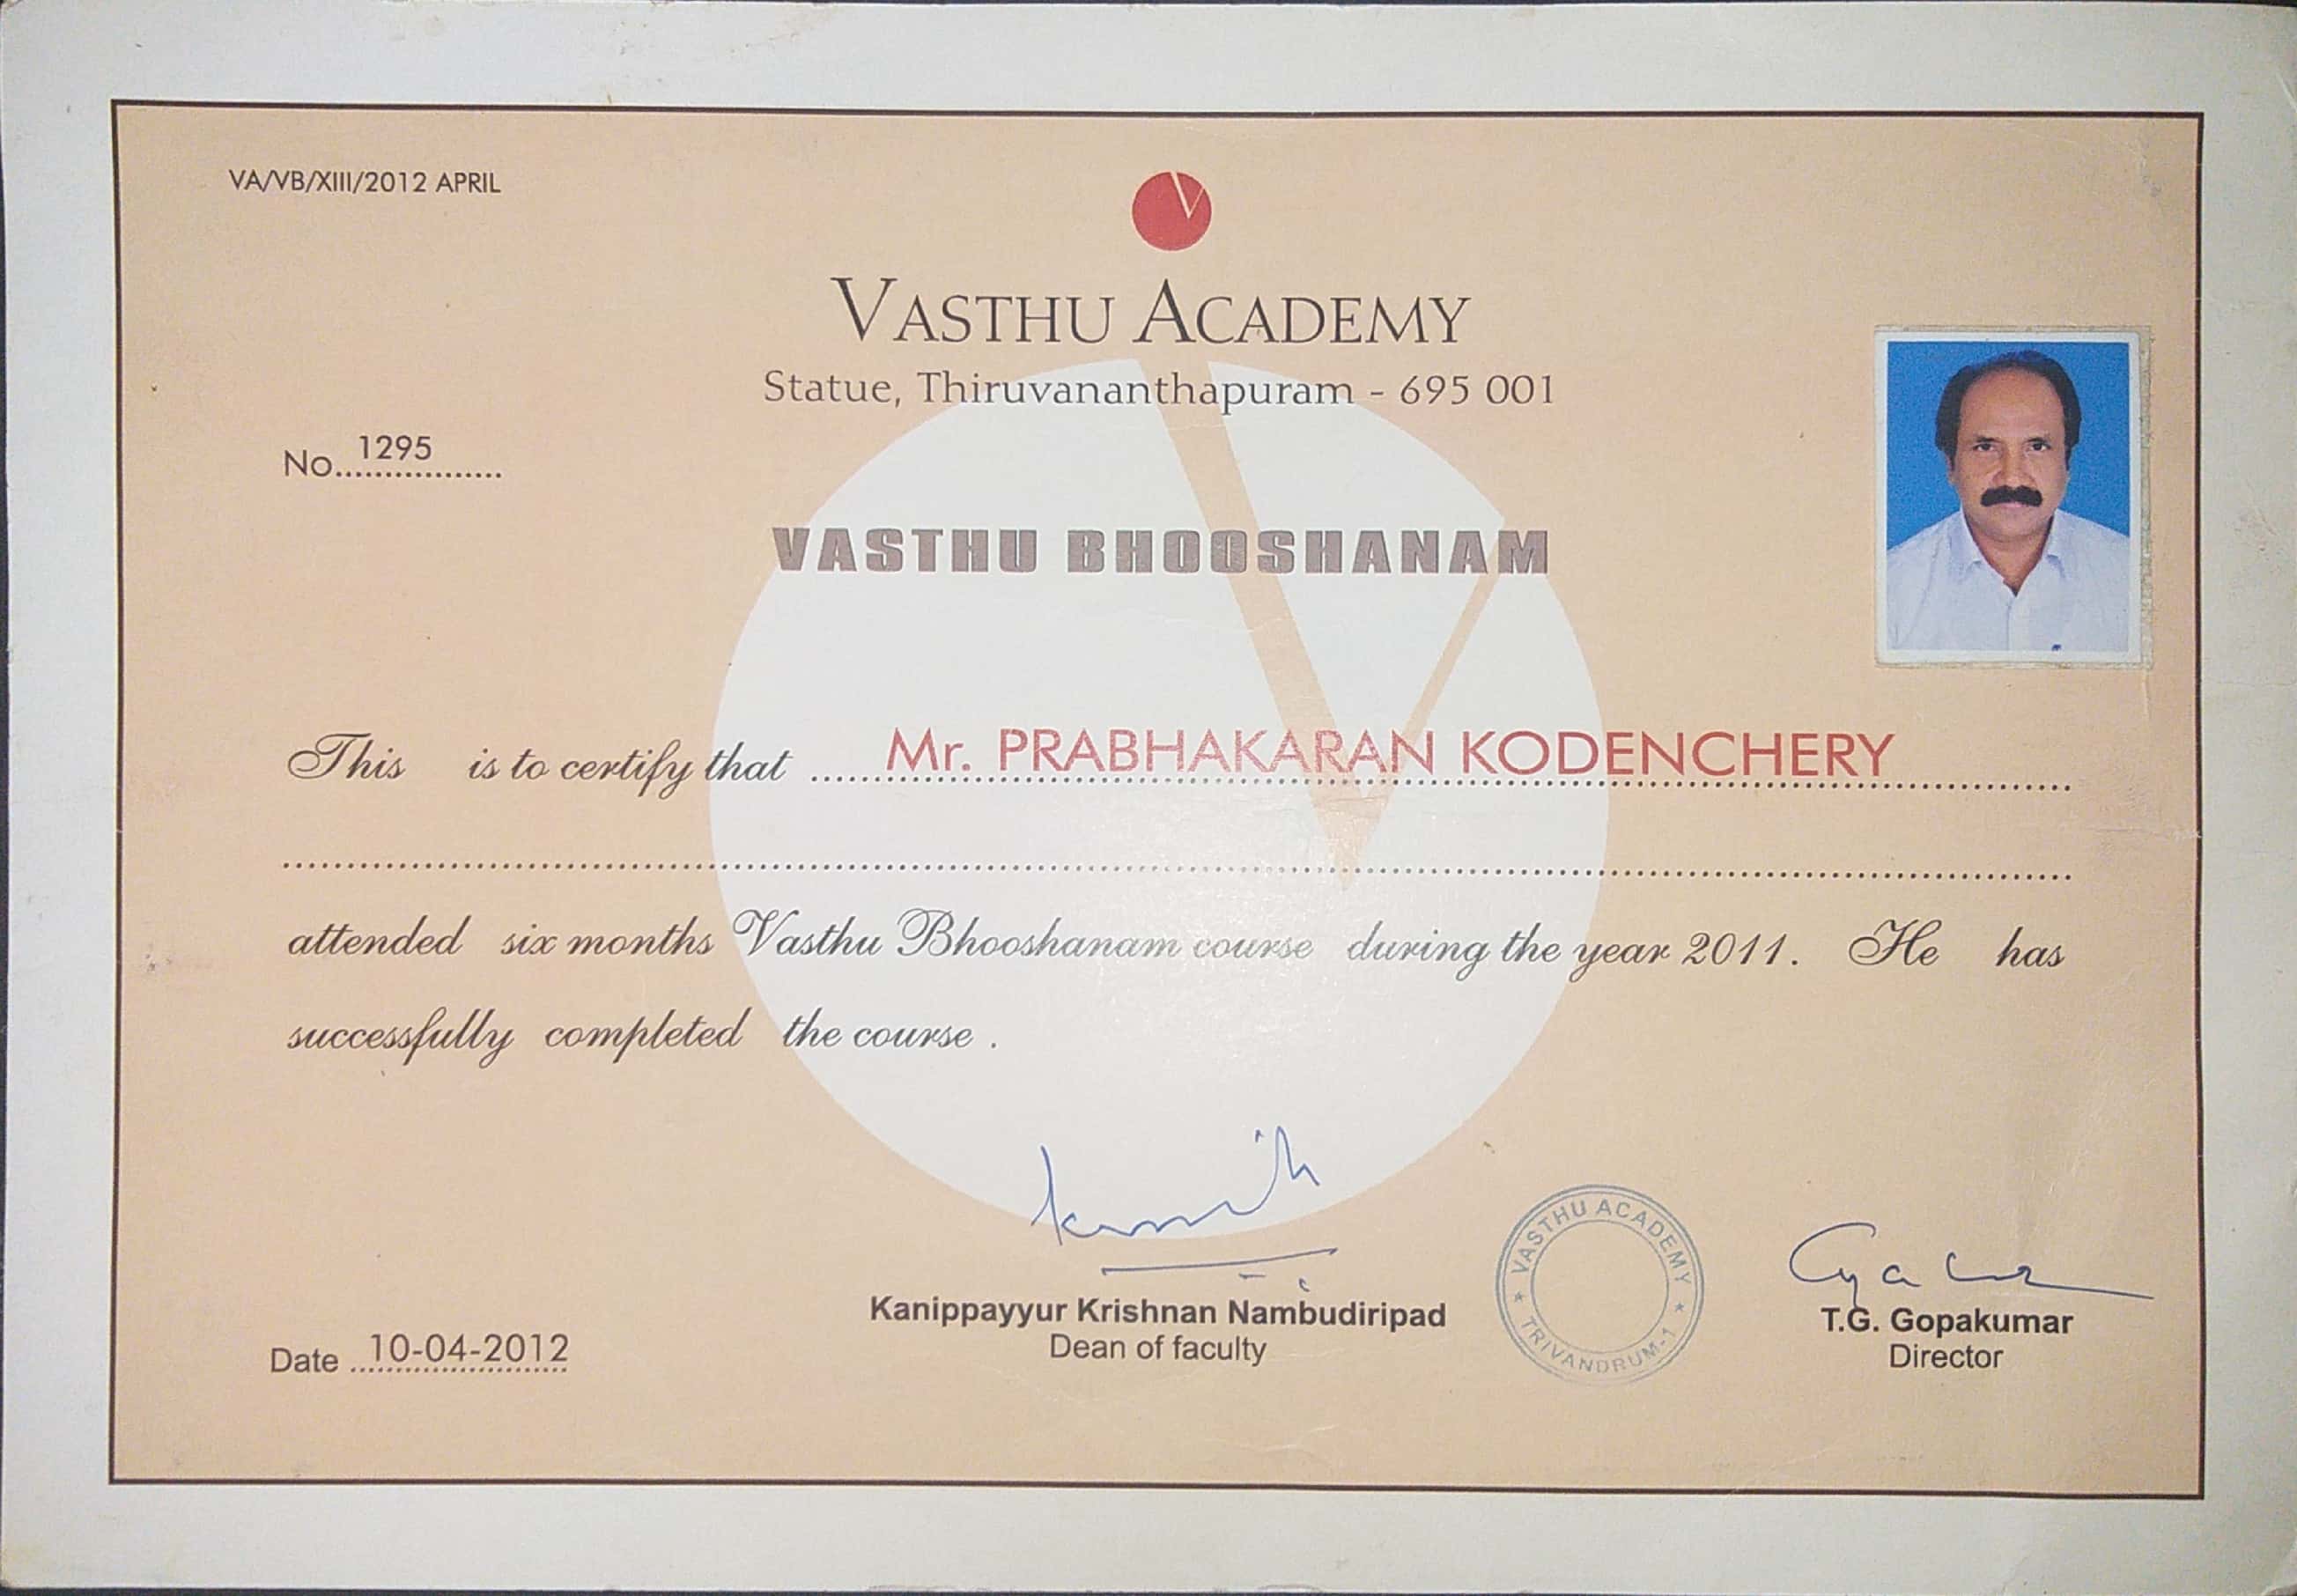 VA/VB/XIII/2012 APRIL
VASTHU ACADEMY
Statue, Thiruvananthapuram - 695 001
No. 1295
VASTHU BHOOSHANAM
This is to certify that Mr. PRABHAKARAN KODENCHERY
attended six months Vasthu Bhooshanam course during the year 2011. He has
successfully completed the course .
Kanippayyur Krishnan Nambudiripad
Dean of faculty
VASTHU ACADEMY
* TRIVANDRUM-1 *
T.G. Gopakumar
Director
Date 10-04-2012